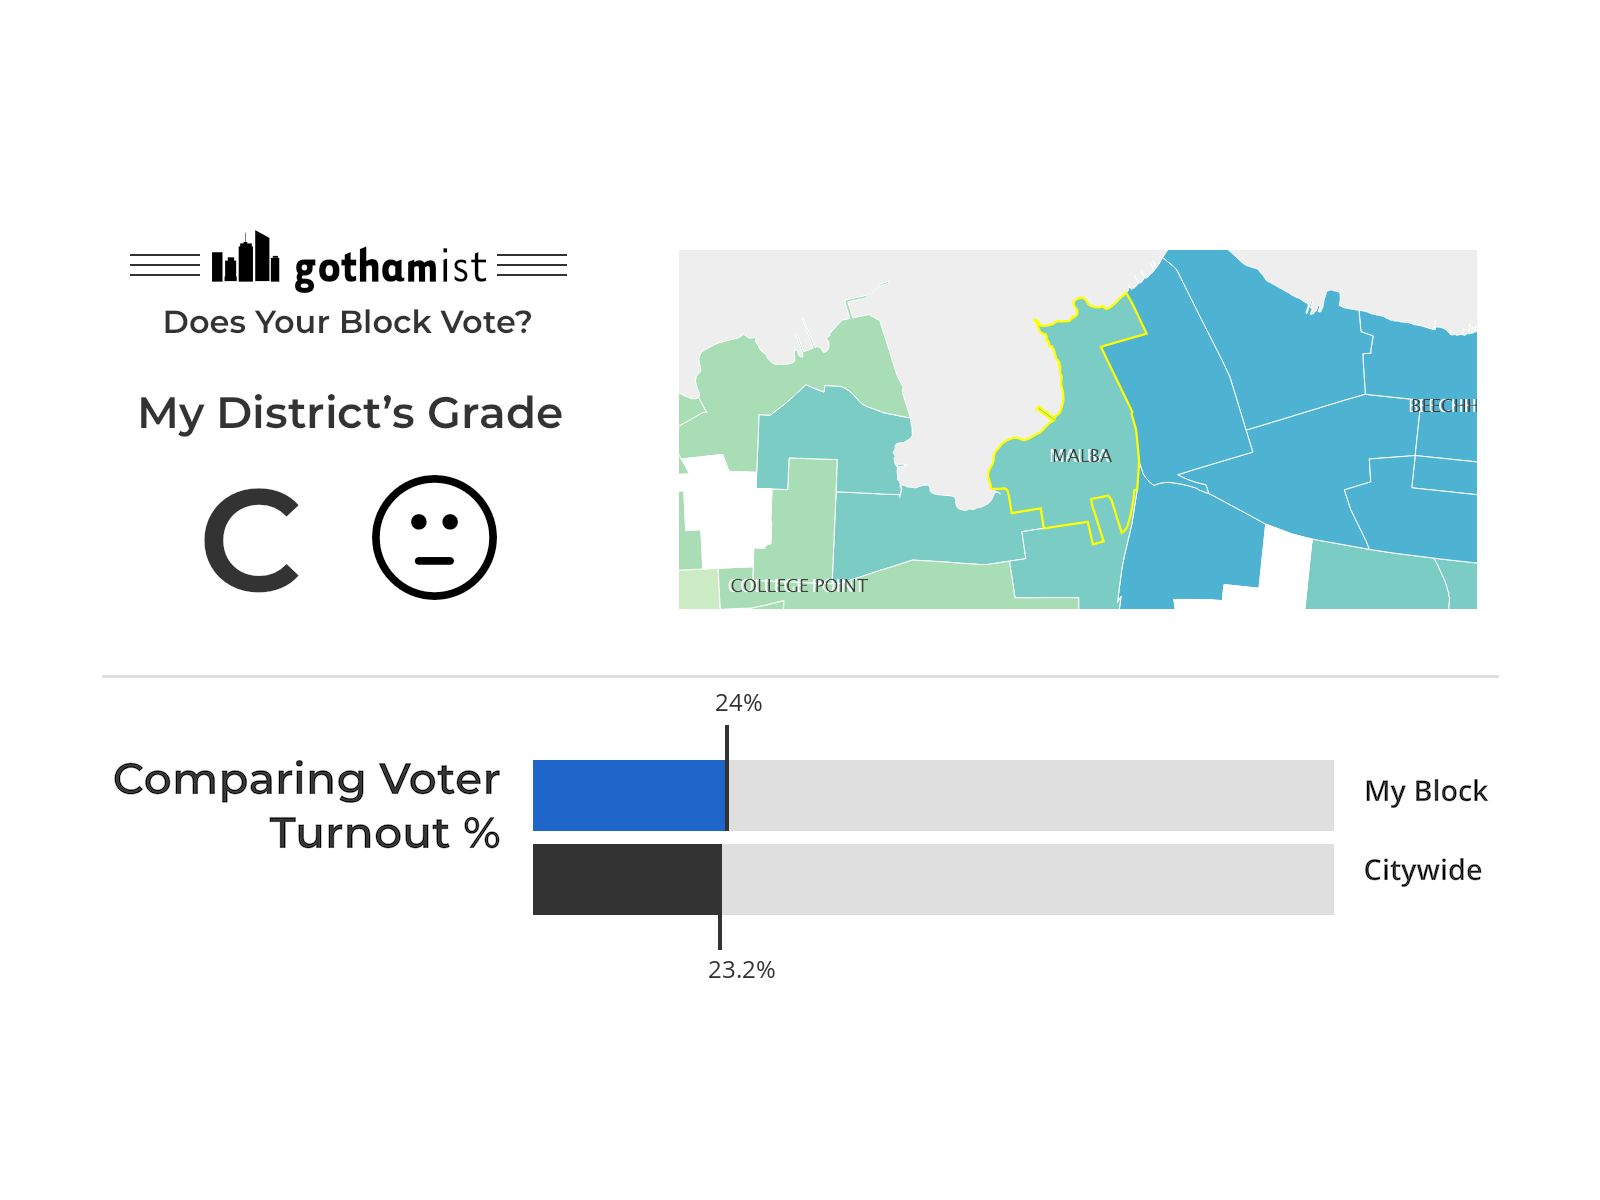 gothamist
Does Your Block Vote?
My District's Grade
C
MALBA
COLLEGE POINT
BEECHH
24%
Comparing Voter
Turnout %
My Block
Citywide
23.2%